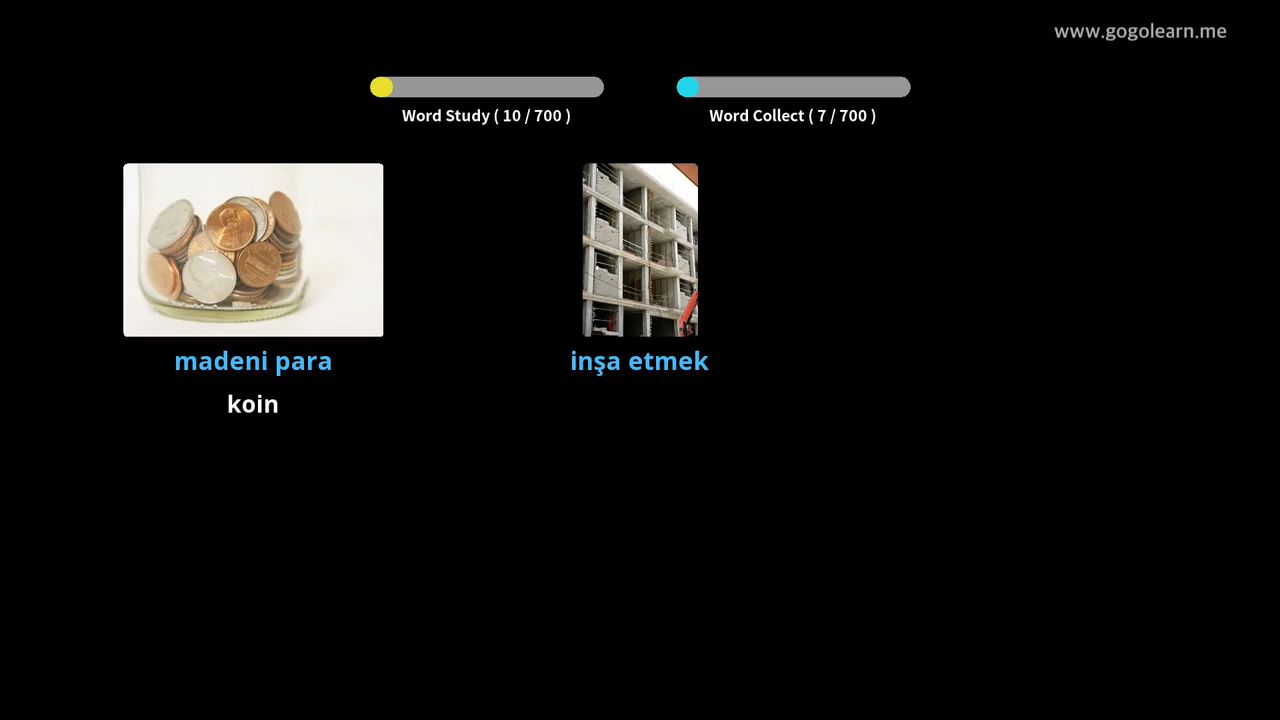 www.gogolearn.me
Word Study ( 10 / 700 )
Word Collect ( 7 / 700 )
madeni para
koin
inşa etmek